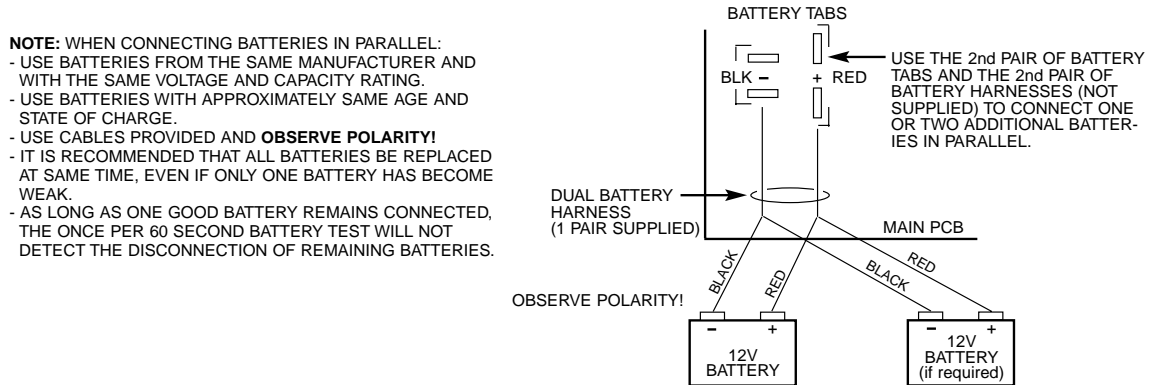 NOTE: WHEN CONNECTING BATTERIES IN PARALLEL:
- USE BATTERIES FROM THE SAME MANUFACTURER AND
WITH THE SAME VOLTAGE AND CAPACITY RATING.
- USE BATTERIES WITH APPROXIMATELY SAME AGE AND
STATE OF CHARGE.
- USE CABLES PROVIDED AND OBSERVE POLARITY!
- IT IS RECOMMENDED THAT ALL BATTERIES BE REPLACED
AT SAME TIME, EVEN IF ONLY ONE BATTERY HAS BECOME
WEAK.
- AS LONG AS ONE GOOD BATTERY REMAINS CONNECTED,
THE ONCE PER 60 SECOND BATTERY TEST WILL NOT
DETECT THE DISCONNECTION OF REMAINING BATTERIES.
BATTERY TABS
BLK – + RED
USE THE 2nd PAIR OF BATTERY
TABS AND THE 2nd PAIR OF
BATTERY HARNESSES (NOT
SUPPLIED) TO CONNECT ONE
OR TWO ADDITIONAL BATTER-
IES IN PARALLEL.
DUAL BATTERY
HARNESS
(1 PAIR SUPPLIED)
MAIN PCB
BLACK
RED
BLACK
RED
OBSERVE POLARITY!
– +
12V
BATTERY
– +
12V
BATTERY
(if required)